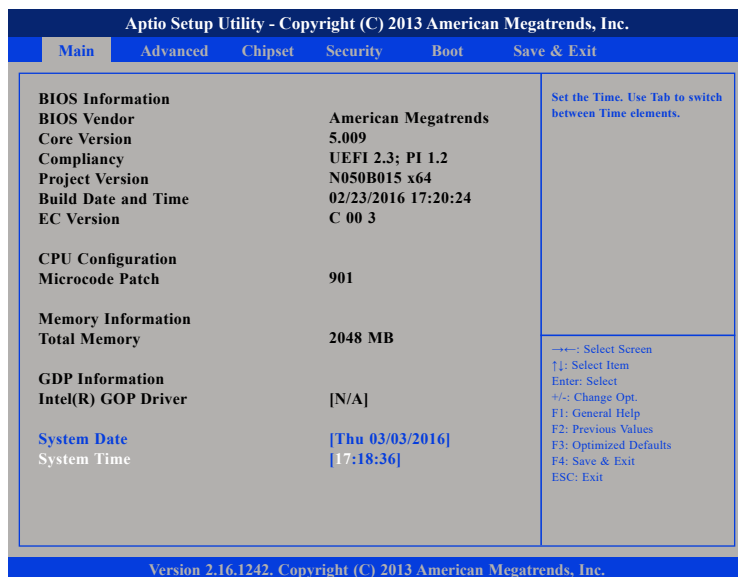 Aptio Setup Utility - Copyright (C) 2013 American Megatrends, Inc.
Main Advanced Chipset Security Boot Save & Exit
BIOS Information
BIOS Vendor American Megatrends
Core Version 5.009
Compliancy UEFI 2.3; PI 1.2
Project Version N050B015 x64
Build Date and Time 02/23/2016 17:20:24
EC Version C 00 3
CPU Configuration
Microcode Patch 901
Memory Information
Total Memory 2048 MB
GDP Information
Intel(R) GOP Driver [N/A]
System Date [Thu 03/03/2016]
System Time [17:18:36]
Set the Time. Use Tab to switch
between Time elements.
→←: Select Screen
↑↓: Select Item
Enter: Select
+/-: Change Opt.
F1: General Help
F2: Previous Values
F3: Optimized Defaults
F4: Save & Exit
ESC: Exit
Version 2.16.1242. Copyright (C) 2013 American Megatrends, Inc.